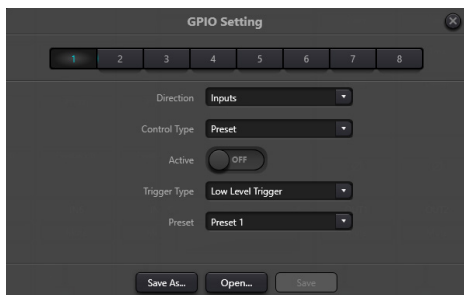 GPIO Setting
1 2 3 4 5 6 7 8
Direction Inputs
Control Type Preset
Active OFF
Trigger Type Low Level Trigger
Preset Preset 1
Save As... Open... Save